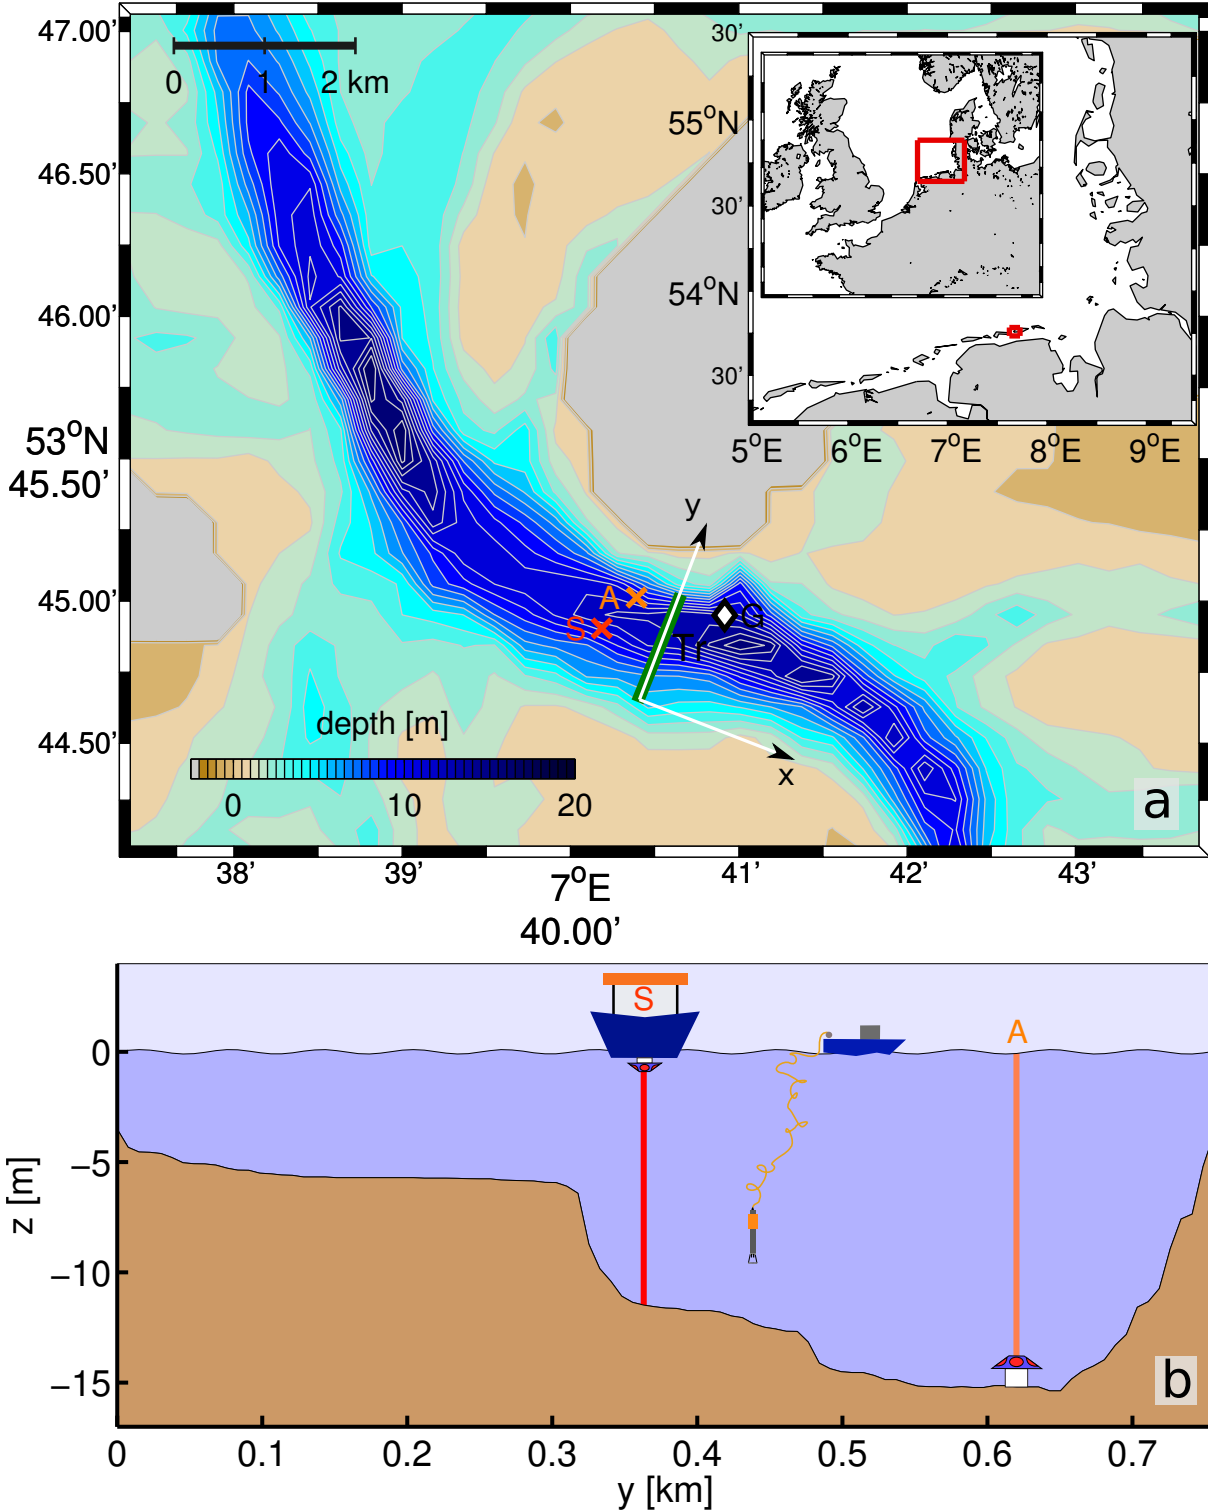 47.00'
46.50'
46.00'
53°N
45.50'
45.00'
44.50'
0 1 2 km
30'
55°N
30'
54°N
30'
5°E 6°E 7°E 8°E 9°E
y
A
S
G
Tr
x
depth [m]
0 10 20
a
38' 39' 7°E 41' 42' 43'
40.00'
S
A
0
−5
−10
−15
z [m]
b
0 0.1 0.2 0.3 0.4 0.5 0.6 0.7
y [km]